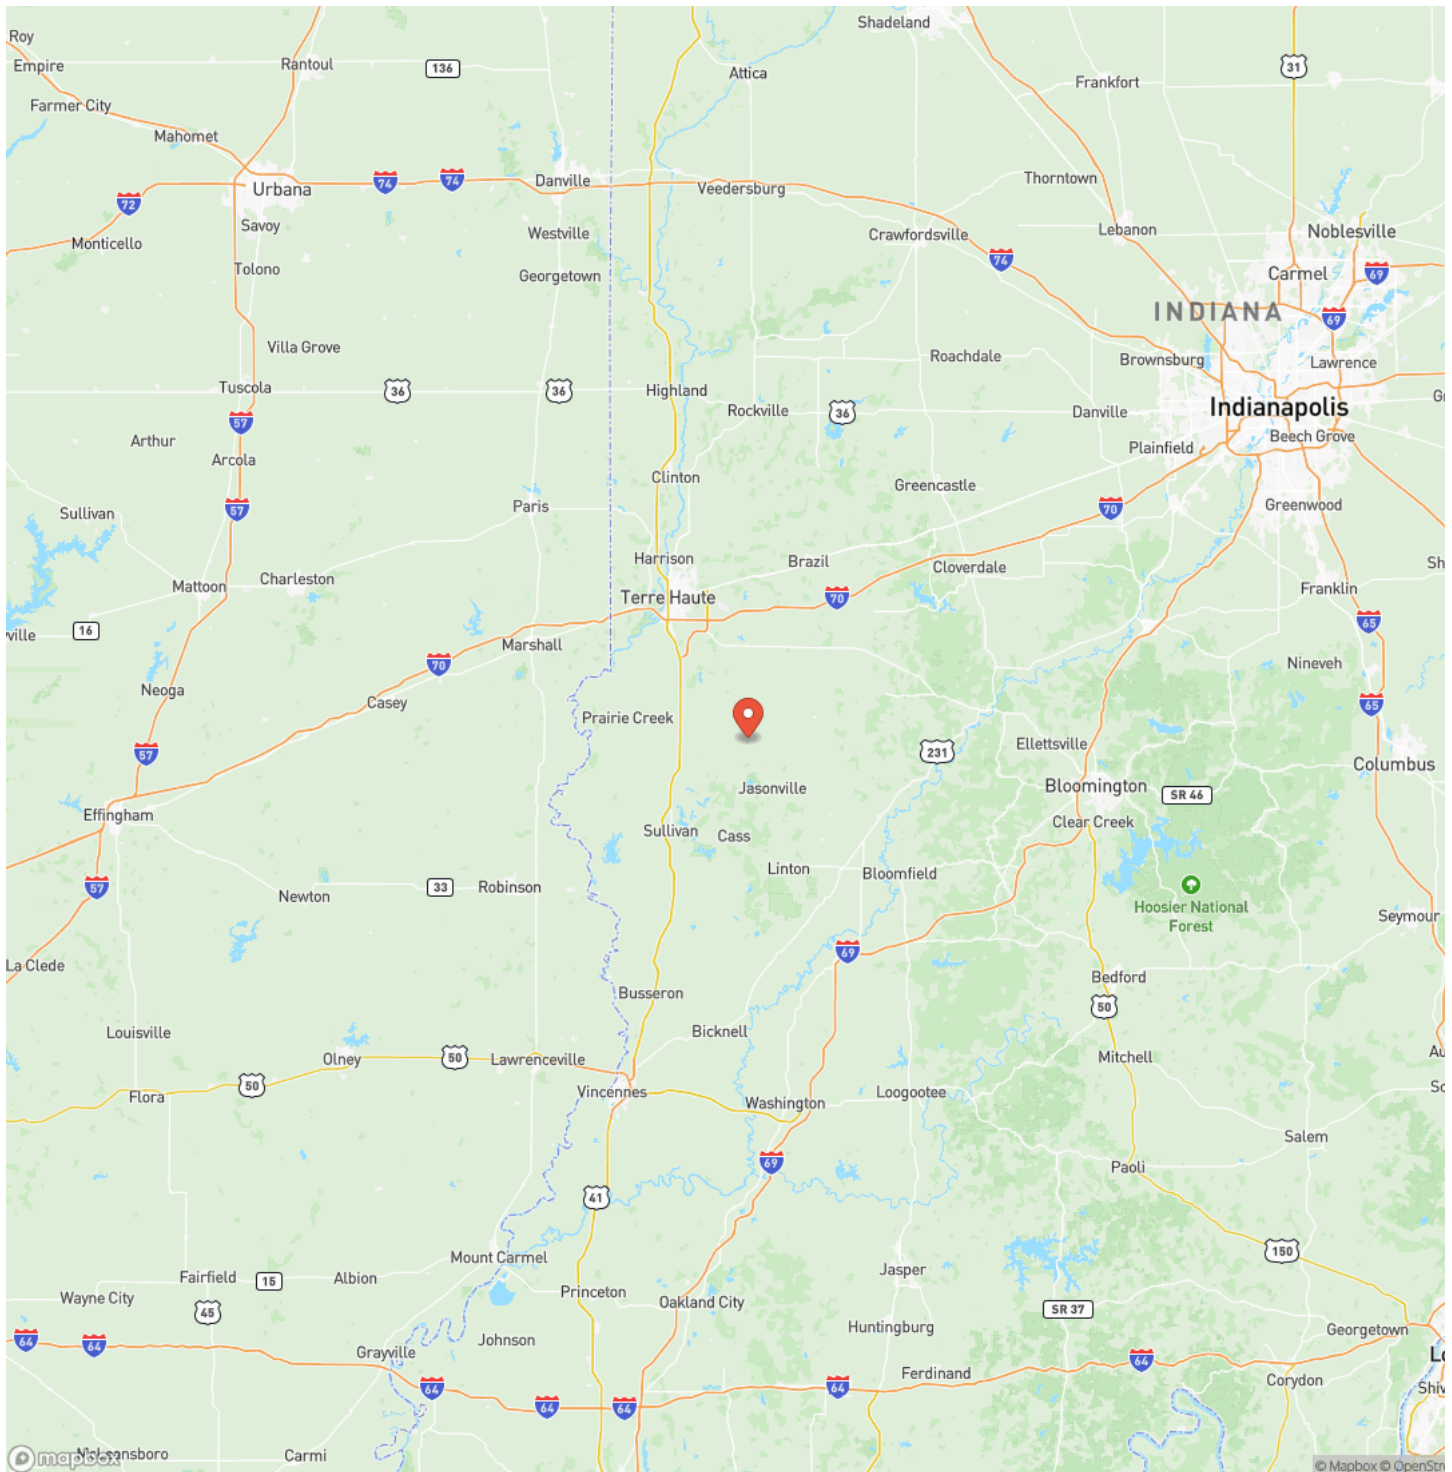 Shadeland
Roy
Empire
Rantoul
136
Attica
31
Frankfort
Farmer City
Mahomet
Urbana
74
74
Danville
Veedersburg
Thorntown
72
Savoy
Monticello
Westville
Crawfordsville
Lebanon
Noblesville
Tolono
Georgetown
74
Carmel
69
INDIANA
69
Villa Grove
Roachdale
Brownsburg
Lawrence
Tuscola
36
36
Highland
Rockville
36
Danville
Indianapolis
57
Arthur
Beech Grove
Plainfield
Arcola
Clinton
Greencastle
57
Paris
70
Greenwood
Sullivan
Harrison
Brazil
Cloverdale
Sh
Mattoon
Charleston
Terre Haute
70
Franklin
65
16
ville
Marshall
70
Nineveh
Neoga
Casey
65
Prairie Creek
57
231
Ellettsville
Columbus
Jasonville
Bloomington
SR 46
Effingham
Sullivan
Cass
Clear Creek
Linton
Bloomfield
57
Newton
33
Robinson
Hoosier National
Forest
Seymour
La Clede
69
Bedford
Busseron
50
Louisville
Bicknell
Olney
50
Lawrenceville
Mitchell
Au
50
Flora
Vincennes
Washington
Loogootee
Salem
69
Paoli
41
Mount Carmel
150
Fairfield
15
Albion
Jasper
Wayne City
Princeton
Oakland City
45
SR 37
64
64
Johnson
Huntingburg
Georgetown
Grayville
64
Ferdinand
64
64
64
64
Corydon
Shiv
McLeansboro
Carmi
mapbox
© Mapbox © OpenStr